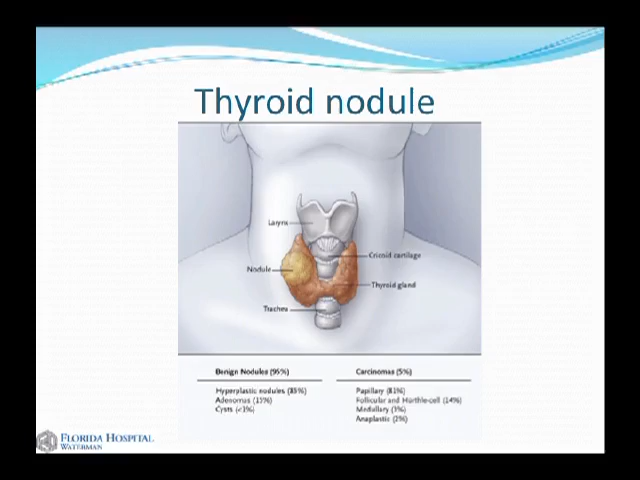 Thyroid nodule
Larynx
Cricoid cartilage
Nodule
Thyroid gland
Trachea
Benign Nodules (95%)
Hyperplastic nodules (85%)
Adenomas (15%)
Cysts (<1%)
Carcinomas (5%)
Papillary (81%)
Follicular and Hürthle-cell (14%)
Medullary (3%)
Anaplastic (2%)
FLORIDA HOSPITAL
WATERMAN